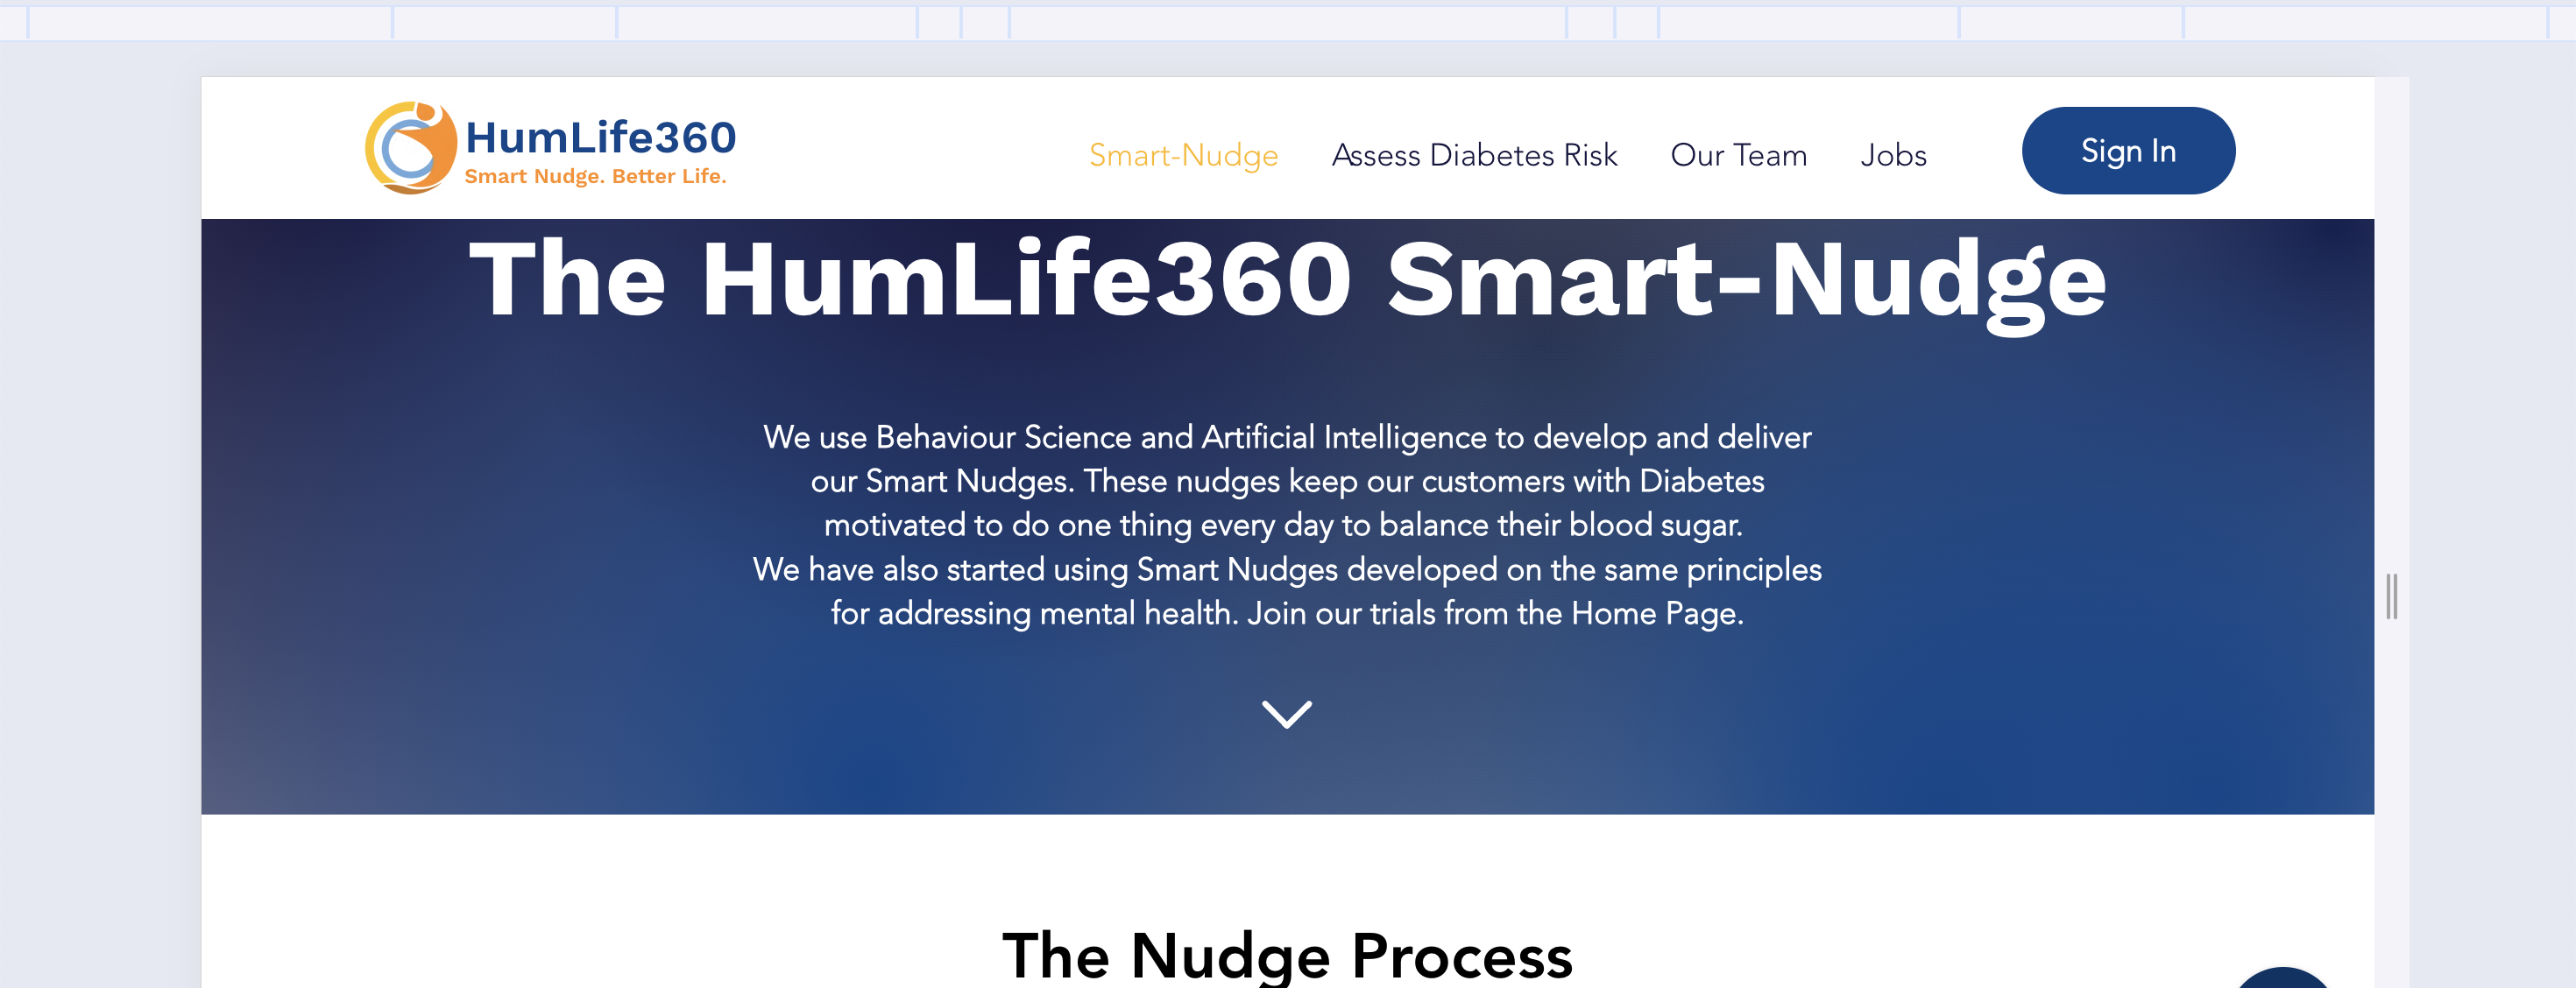 HumLife360
Smart Nudge. Better Life.
Smart-Nudge
Assess Diabetes Risk
Our Team
Jobs
Sign In
The HumLife360 Smart-Nudge
We use Behaviour Science and Artificial Intelligence to develop and deliver
our Smart Nudges. These nudges keep our customers with Diabetes
motivated to do one thing every day to balance their blood sugar.
We have also started using Smart Nudges developed on the same principles
for addressing mental health. Join our trials from the Home Page.
The Nudge Process